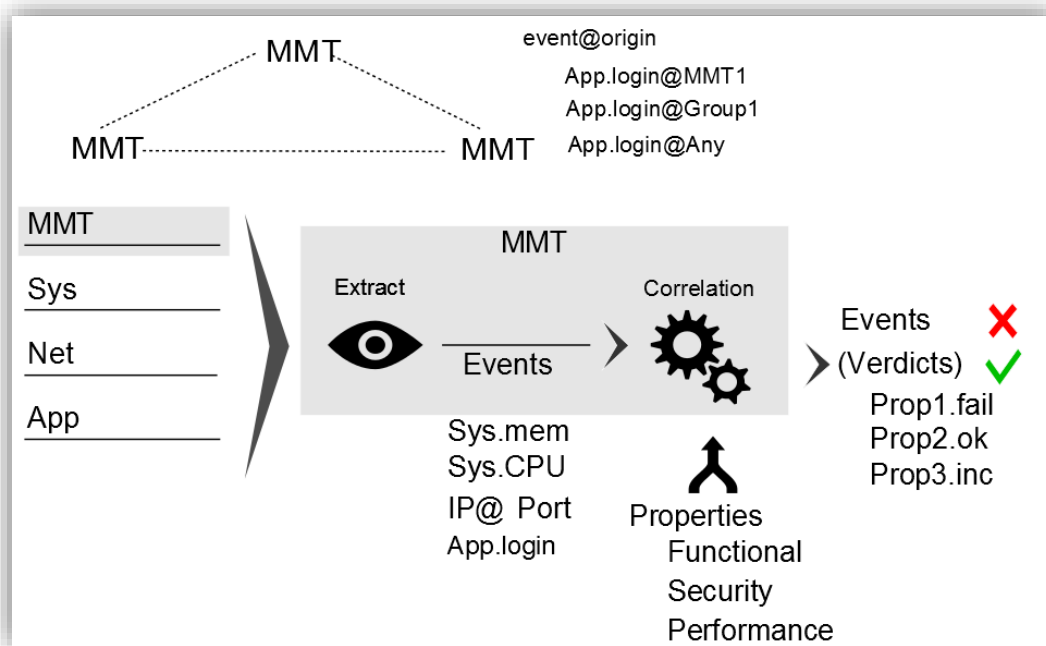 MMT
event@origin
App.login@MMT1
App.login@Group1
App.login@Any
MMT
MMT
MMT
Sys
Net
App
MMT
Extract
Events
Correlation
Sys.mem
Sys.CPU
IP@ Port
App.login
Properties
Functional
Security
Performance
Events
(Verdicts)
Prop1.fail
Prop2.ok
Prop3.inc